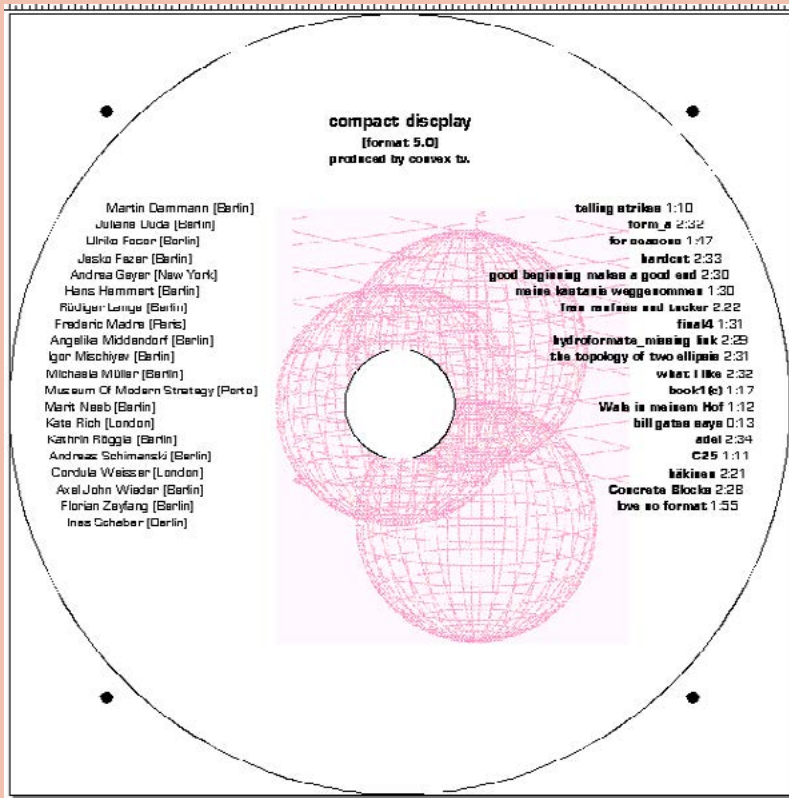 compact discplay
[format 5.0]
produced by convex tv.
Martin Dammann [Berlin]
Juliane Duda [Berlin]
Ulrike Feser [Berlin]
Jesko Fezer [Berlin]
Andrea Geyer [New York]
Hans Hemmert [Berlin]
Rüdiger Lange [Berlin]
Frederic Madre [Paris]
Angelika Middendorf [Berlin]
Igor Mischiyev [Berlin]
Michaela Müller [Berlin]
Museum Of Modern Strategy [Porto]
Marit Neeb [Berlin]
Kate Rich [London]
Kathrin Röggla [Berlin]
Andreas Schimanski [Berlin]
Cordula Weisser [London]
Axel John Wieder [Berlin]
Florian Zeyfang [Berlin]
Ines Schaber [Berlin]
telling strikes 1:10
form_a 2:32
for seasons 1:47
hardcut 2:33
good beginning makes a good end 2:30
meine kastanie weggenommen 1:30
and 2:22
final4 1:31
hydroformate_missing link 2:29
the topology of two ellipsis 2:31
what I like 2:32
book1(c) 1:17
Wals in meinem Hof 1:12
bill gates says 0:13
adel 2:34
C25 1:11
häkinen 2:21
Concrete Blocks 2:28
love no format 1:55